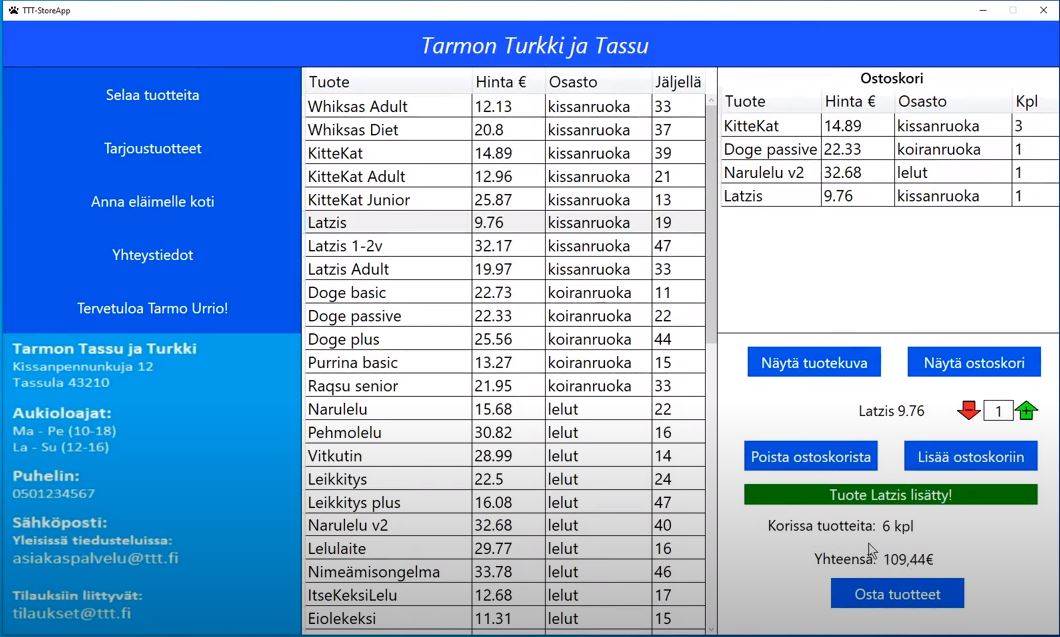 TTT-StoreApp
Tarmon Turkki ja Tassu
Selaa tuotteita
Tarjoustuotteet
Anna eläimelle koti
Yhteystiedot
Tervetuloa Tarmo Urrio!
Tarmon Tassu ja Turkki
Kissanpennunkuja 12
Tassula 43210
Aukioloajat:
Ma - Pe (10-18)
La - Su (12-16)
Puhelin:
0501234567
Sähköposti:
Yleisissä tiedusteluissa:
asiakaspalvelu@ttt.fi
Tilauksiin liittyvät:
tilaukset@ttt.fi
Tuote Hinta € Osasto Jäljellä
Whiksas Adult 12.13 kissanruoka 33
Whiksas Diet 20.8 kissanruoka 37
KitteKat 14.89 kissanruoka 39
KitteKat Adult 12.96 kissanruoka 21
KitteKat Junior 25.87 kissanruoka 13
Latzis 9.76 kissanruoka 19
Latzis 1-2v 32.17 kissanruoka 47
Latzis Adult 19.97 kissanruoka 33
Doge basic 22.73 koiranruoka 11
Doge passive 22.33 koiranruoka 22
Doge plus 25.56 koiranruoka 44
Purrina basic 13.27 koiranruoka 15
Raqsu senior 21.95 koiranruoka 33
Narulelu 15.68 lelut 22
Pehmolelu 30.82 lelut 16
Vitkutin 28.99 lelut 14
Leikkitys 22.5 lelut 24
Leikkitys plus 16.08 lelut 47
Narulelu v2 32.68 lelut 40
Lelulaite 29.77 lelut 16
Nimeämisongelma 33.78 lelut 46
ItseKeksiLelu 12.68 lelut 17
Eiolekeksi 11.31 lelut 15
Ostoskori
Tuote Hinta € Osasto Kpl
KitteKat 14.89 kissanruoka 3
Doge passive 22.33 koiranruoka 1
Narulelu v2 32.68 lelut 1
Latzis 9.76 kissanruoka 1
Näytä tuotekuva Näytä ostoskori
Latzis 9.76 1
Poista ostoskorista Lisää ostoskoriin
Tuote Latzis lisätty!
Korissa tuotteita: 6 kpl
Yhteensä: 109,44€
Osta tuotteet